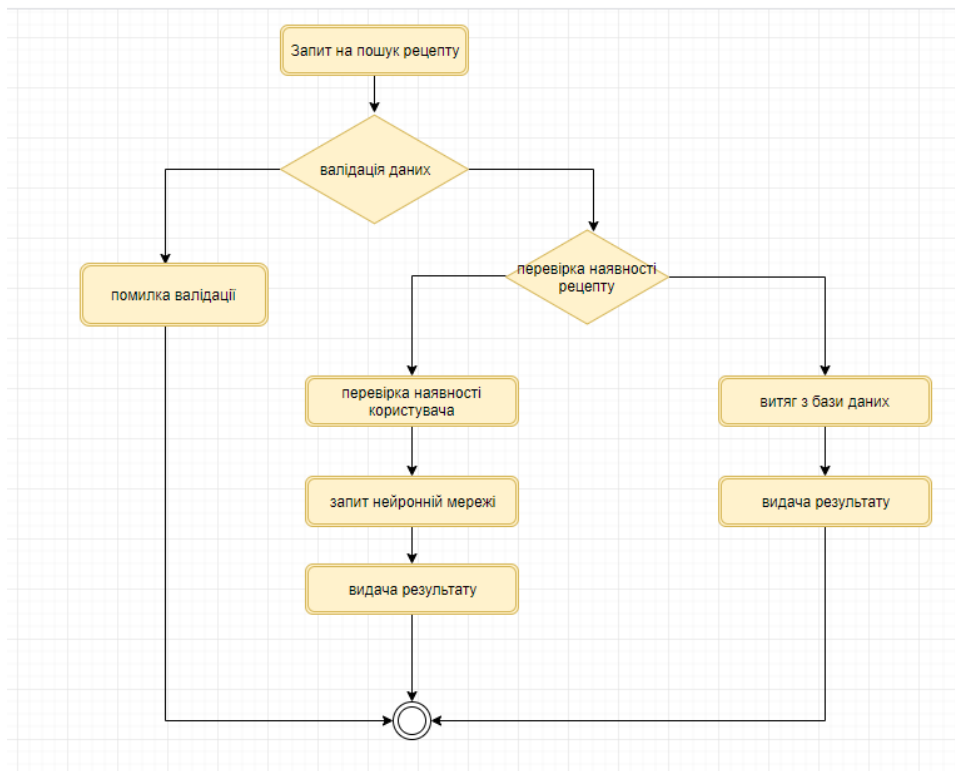 Запит на пошук рецепту
валідація даних
перевірка наявності
рецепту
помилка валідації
перевірка наявності
користувача
витяг з бази даних
запит нейронній мережі
видача результату
видача результату